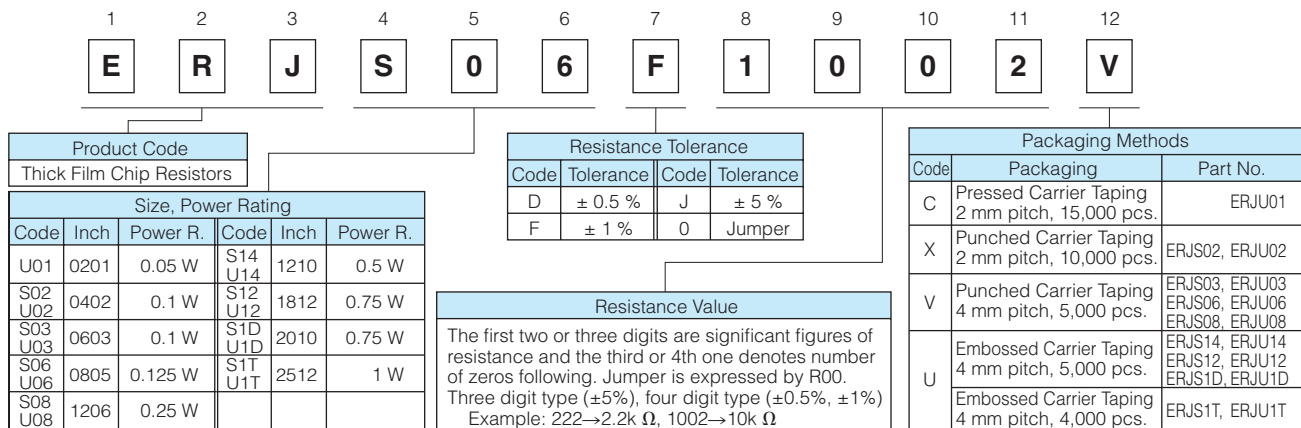 1 2 3 4 5 6 7 8 9 10 11 12
E R J S 0 6 F 1 0 0 2 V
Product Code
Thick Film Chip Resistors
Size, Power Rating
Code Inch Power R. Code Inch Power R.
U01 0201 0.05 W S14 U14 1210 0.5 W
S02 U02 0402 0.1 W S12 U12 1812 0.75 W
S03 U03 0603 0.1 W S1D U1D 2010 0.75 W
S06 U06 0805 0.125 W S1T U1T 2512 1 W
S08 U08 1206 0.25 W
Resistance Tolerance
Code Tolerance Code Tolerance
D ± 0.5 % J ± 5 %
F ± 1 % 0 Jumper
Resistance Value
The first two or three digits are significant figures of
resistance and the third or 4th one denotes number
of zeros following. Jumper is expressed by R00.
Three digit type (±5%), four digit type (±0.5%, ±1%)
Example: 222→2.2k Ω, 1002→10k Ω
Packaging Methods
Code Packaging Part No.
C Pressed Carrier Taping
2 mm pitch, 15,000 pcs. ERJU01
X Punched Carrier Taping
2 mm pitch, 10,000 pcs. ERJS02, ERJU02
V Punched Carrier Taping
4 mm pitch, 5,000 pcs.
ERJS03, ERJU03
ERJS06, ERJU06
ERJS08, ERJU08
U Embossed Carrier Taping
4 mm pitch, 5,000 pcs.
ERJS14, ERJU14
ERJS12, ERJU12
ERJS1D, ERJU1D
Embossed Carrier Taping
4 mm pitch, 4,000 pcs. ERJS1T, ERJU1T